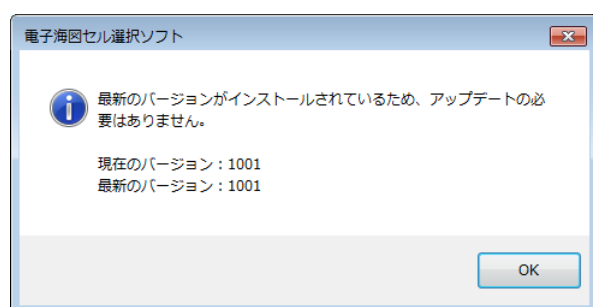 電子海図セル選択ソフト
最新のバージョンがインストールされているため、アップデートの必
要はありません。
現在のバージョン：1001
最新のバージョン：1001
OK